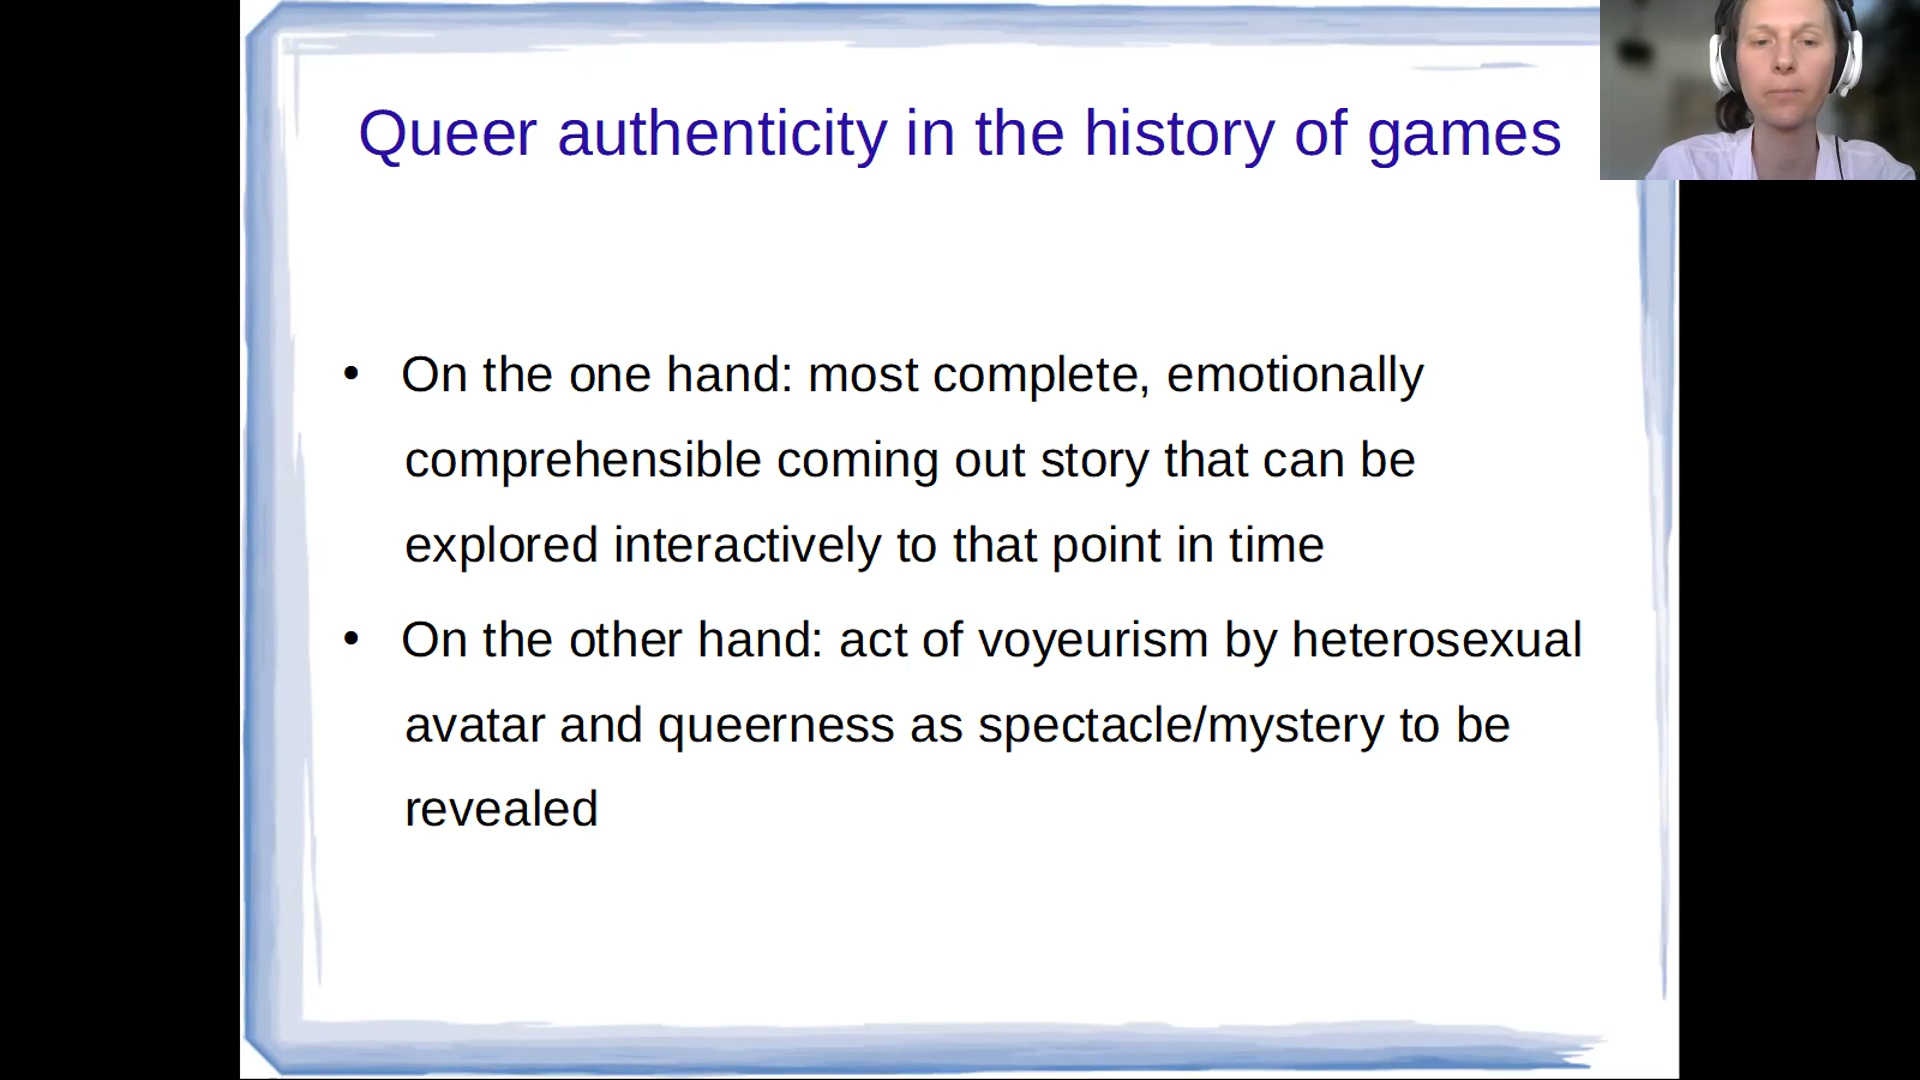 Queer authenticity in the history of games
• On the one hand: most complete, emotionally
comprehensible coming out story that can be
explored interactively to that point in time
• On the other hand: act of voyeurism by heterosexual
avatar and queerness as spectacle/mystery to be
revealed